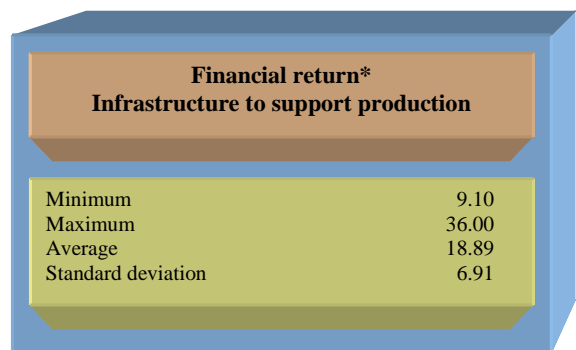 Financial return*
Infrastructure to support production
Minimum 9.10
Maximum 36.00
Average 18.89
Standard deviation 6.91